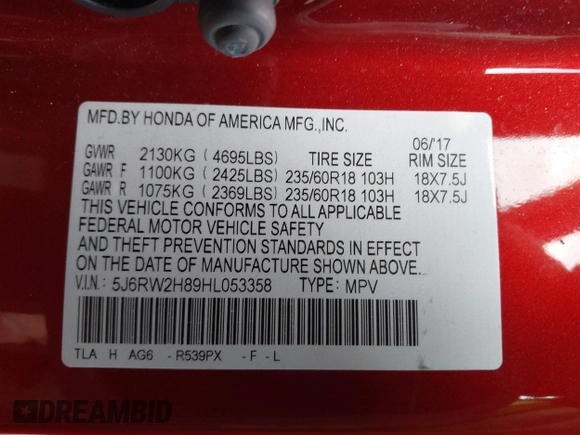 MFD.BY HONDA OF AMERICA MFG.,INC.
06/'17
GVWR 2130KG (4695LBS) TIRE SIZE RIM SIZE
GAWR F 1100KG (2425LBS) 235/60R18 103H 18X7.5J
GAWR R 1075KG (2369LBS) 235/60R18 103H 18X7.5J
THIS VEHICLE CONFORMS TO ALL APPLICABLE
FEDERAL MOTOR VEHICLE SAFETY
AND THEFT PREVENTION STANDARDS IN EFFECT
ON THE DATE OF MANUFACTURE SHOWN ABOVE.
V.I.N.: 5J6RW2H89HL053358 TYPE: MPV
TLA H AG6 - R539PX - F - L
DREAMBID